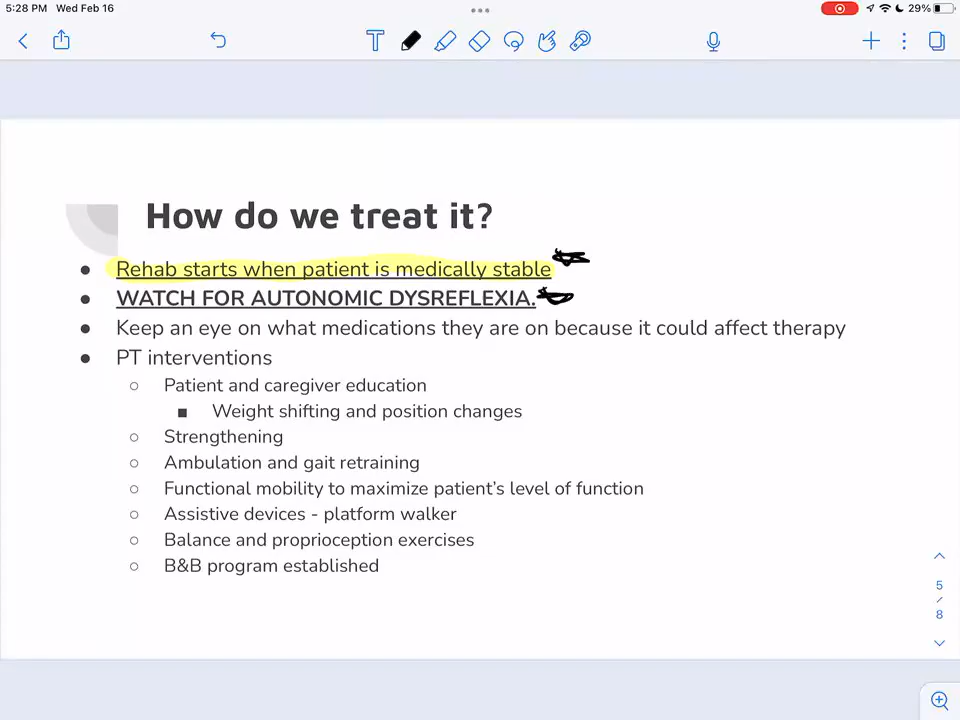 5:28 PM Wed Feb 16
29%
T
How do we treat it?
● Rehab starts when patient is medically stable
● WATCH FOR AUTONOMIC DYSREFLEXIA.
● Keep an eye on what medications they are on because it could affect therapy
● PT interventions
○ Patient and caregiver education
■ Weight shifting and position changes
○ Strengthening
○ Ambulation and gait retraining
○ Functional mobility to maximize patient's level of function
○ Assistive devices - platform walker
○ Balance and proprioception exercises
○ B&B program established
5
/
8